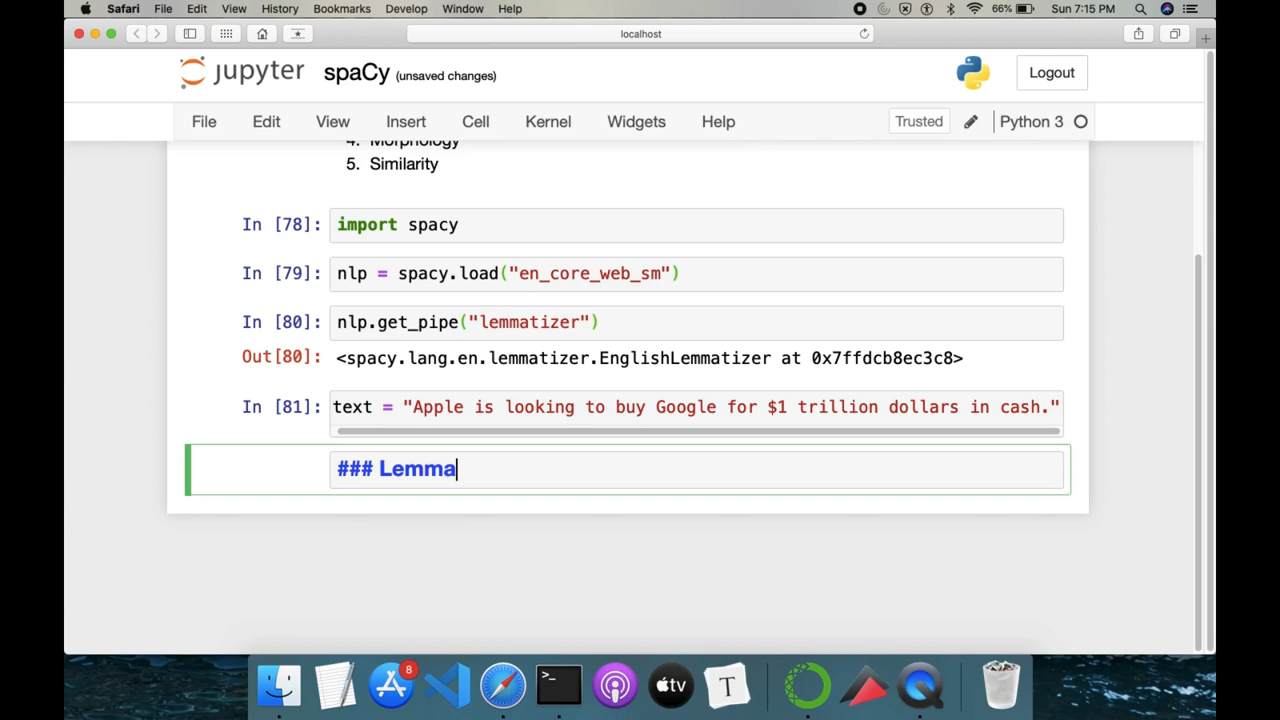 Safari File Edit View History Bookmarks Develop Window Help 66% Sun 7:15 PM
localhost
jupyter spaCy (unsaved changes) Logout
File Edit View Insert Cell Kernel Widgets Help Trusted Python 3
4. Morphology
5. Similarity
In [78]: import spacy
In [79]: nlp = spacy.load("en_core_web_sm")
In [80]: nlp.get_pipe("lemmatizer")
Out[80]: <spacy.lang.en.lemmatizer.EnglishLemmatizer at 0x7ffdcb8ec3c8>
In [81]: text = "Apple is looking to buy Google for $1 trillion dollars in cash."
### Lemma
8
tv
T